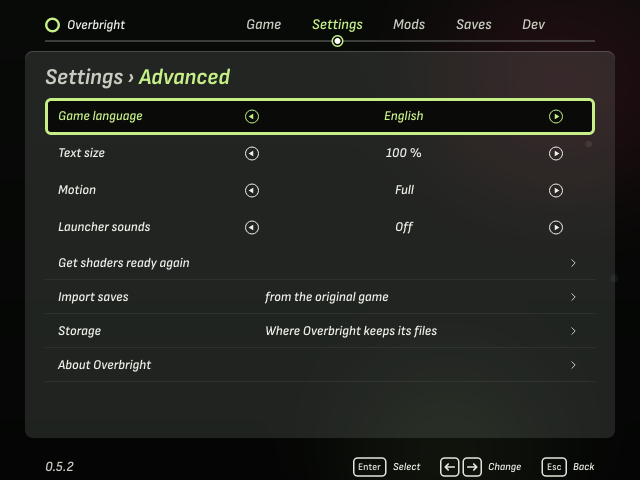 Overbright
Game Settings Mods Saves Dev
Settings › Advanced
Game language English
Text size 100 %
Motion Full
Launcher sounds Off
Get shaders ready again
Import saves from the original game
Storage Where Overbright keeps its files
About Overbright
0.5.2
Enter Select ← → Change Esc Back